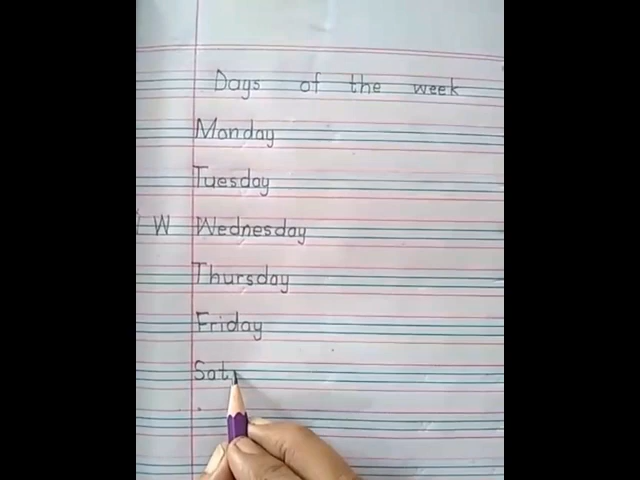 Days of the week
Monday
Tuesday
W Wednesday
Thursday
Friday
Sat